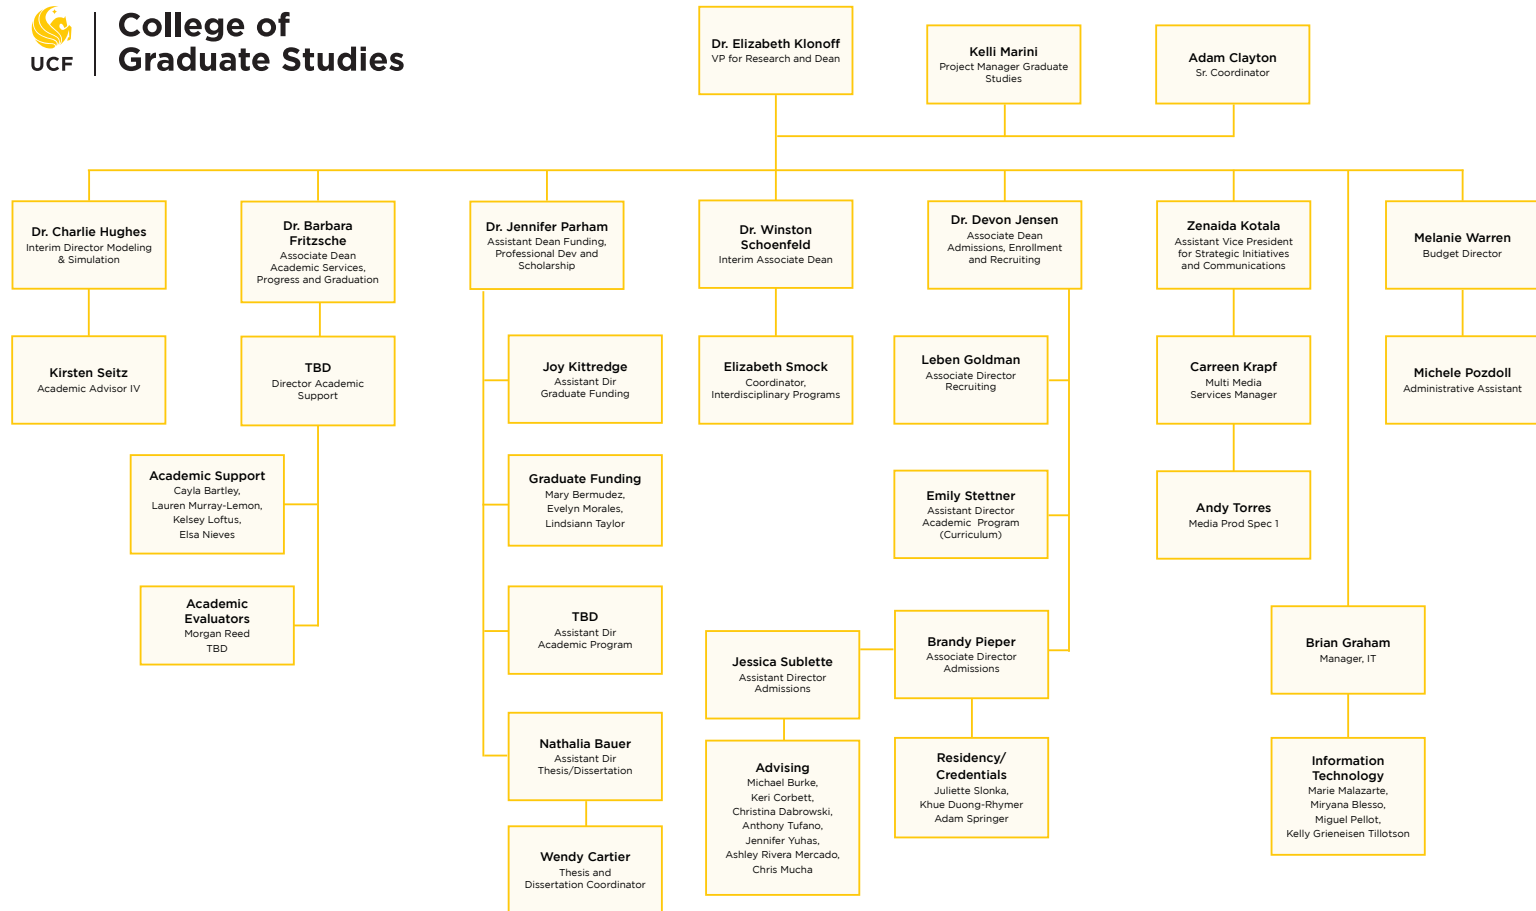 College of
Graduate Studies
UCF
Dr. Elizabeth Klonoff
VP for Research and Dean
Kelli Marini
Project Manager Graduate
Studies
Adam Clayton
Sr. Coordinator
Dr. Charlie Hughes
Interim Director Modeling
& Simulation
Dr. Barbara
Fritzsche
Associate Dean
Academic Services,
Progress and Graduation
Dr. Jennifer Parham
Assistant Dean Funding,
Professional Dev and
Scholarship
Dr. Winston
Schoenfeld
Interim Associate Dean
Dr. Devon Jensen
Associate Dean
Admissions, Enrollment
and Recruiting
Zenaida Kotala
Assistant Vice President
for Strategic Initiatives
and Communications
Melanie Warren
Budget Director
Kirsten Seitz
Academic Advisor IV
TBD
Director Academic
Support
Joy Kittredge
Assistant Dir
Graduate Funding
Elizabeth Smock
Coordinator,
Interdisciplinary Programs
Leben Goldman
Associate Director
Recruiting
Carreen Krapf
Multi Media
Services Manager
Michele Pozdoll
Administrative Assistant
Academic Support
Cayla Bartley,
Lauren Murray-Lemon,
Kelsey Loftus,
Elsa Nieves
Graduate Funding
Mary Bermudez,
Evelyn Morales,
Lindsiann Taylor
Emily Stettner
Assistant Director
Academic Program
(Curriculum)
Andy Torres
Media Prod Spec 1
Academic
Evaluators
Morgan Reed
TBD
TBD
Assistant Dir
Academic Program
Jessica Sublette
Assistant Director
Admissions
Brandy Pieper
Associate Director
Admissions
Brian Graham
Manager, IT
Nathalia Bauer
Assistant Dir
Thesis/Dissertation
Advising
Michael Burke,
Keri Corbett,
Christina Dabrowski,
Anthony Tufano,
Jennifer Yuhas,
Ashley Rivera Mercado,
Chris Mucha
Residency/
Credentials
Juliette Slonka,
Khue Duong-Rhymer
Adam Springer
Information
Technology
Marie Malazarte,
Miryana Blesso,
Miguel Pellot,
Kelly Grieneisen Tillotson
Wendy Cartier
Thesis and
Dissertation Coordinator